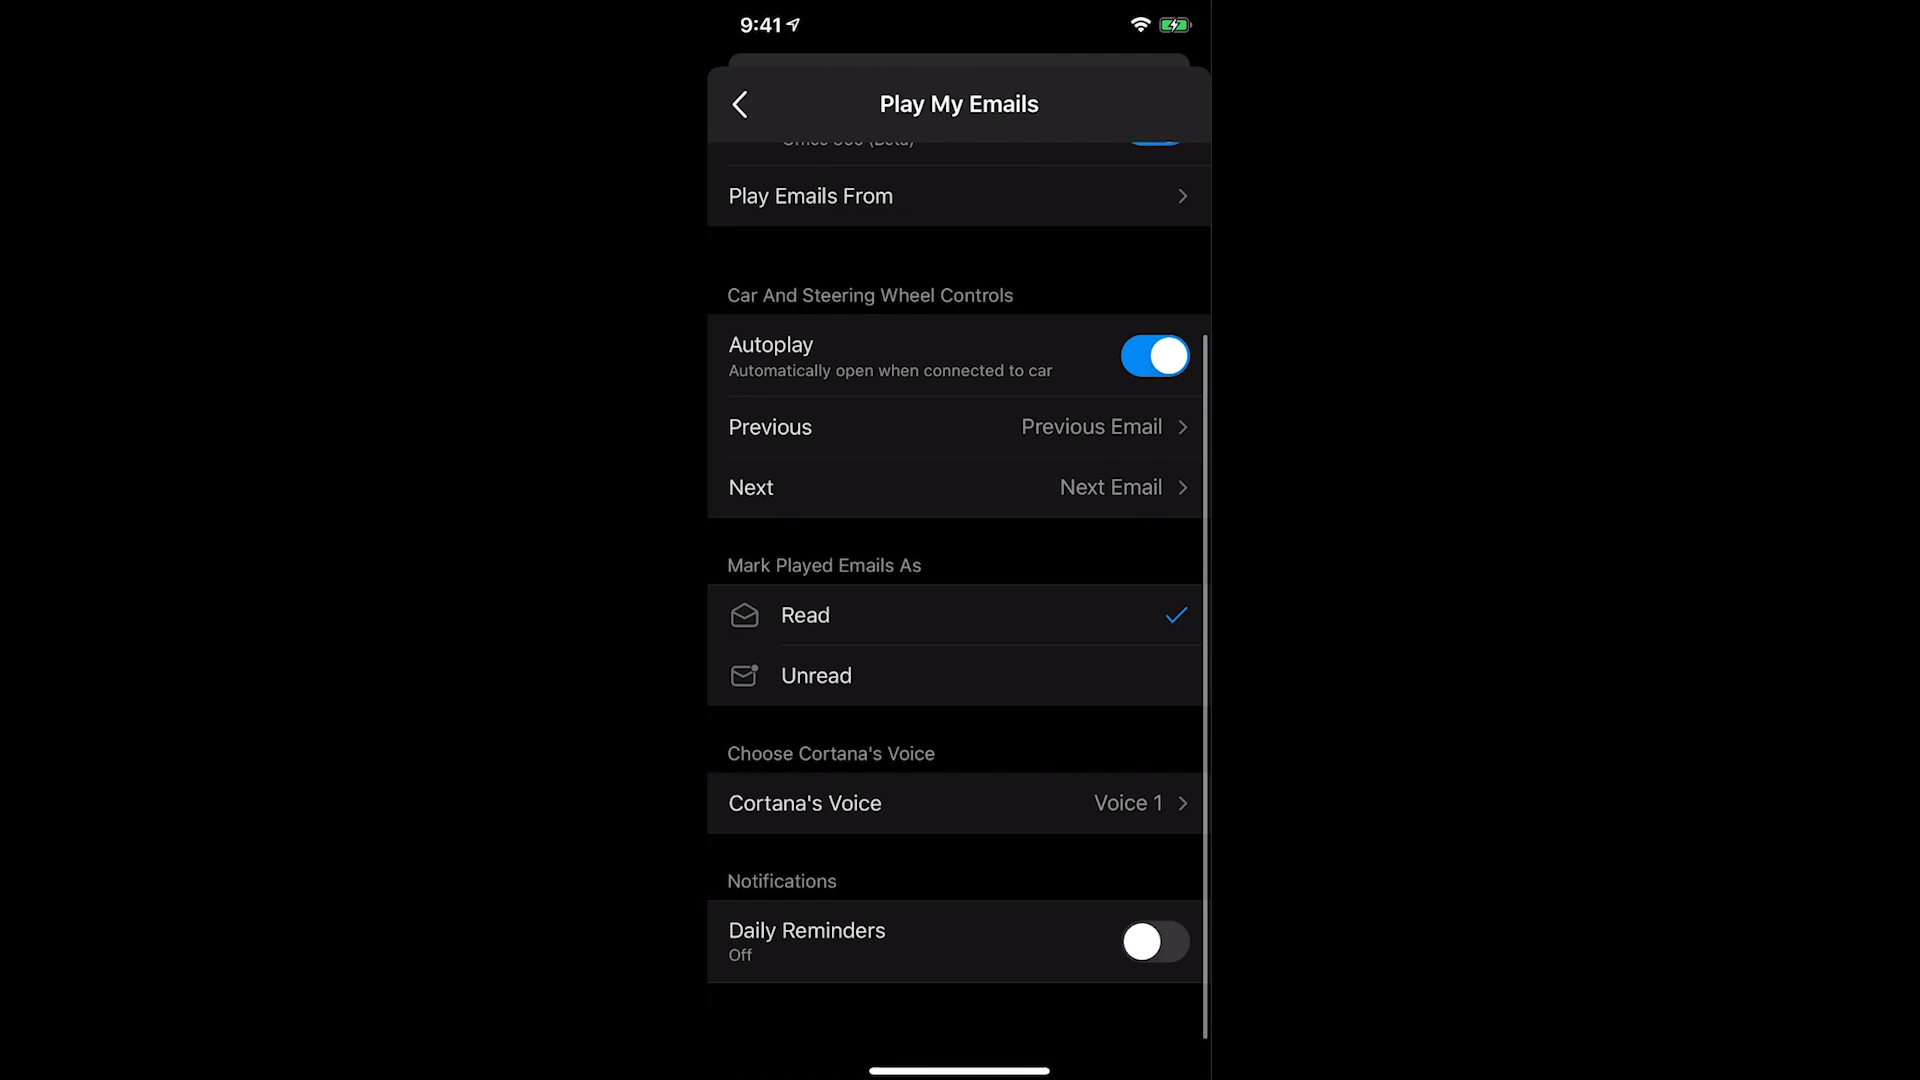 9:41
Play My Emails
Play Emails From
Car And Steering Wheel Controls
Autoplay
Automatically open when connected to car
Previous
Previous Email
Next
Next Email
Mark Played Emails As
Read
Unread
Choose Cortana's Voice
Cortana's Voice
Voice 1
Notifications
Daily Reminders
Off